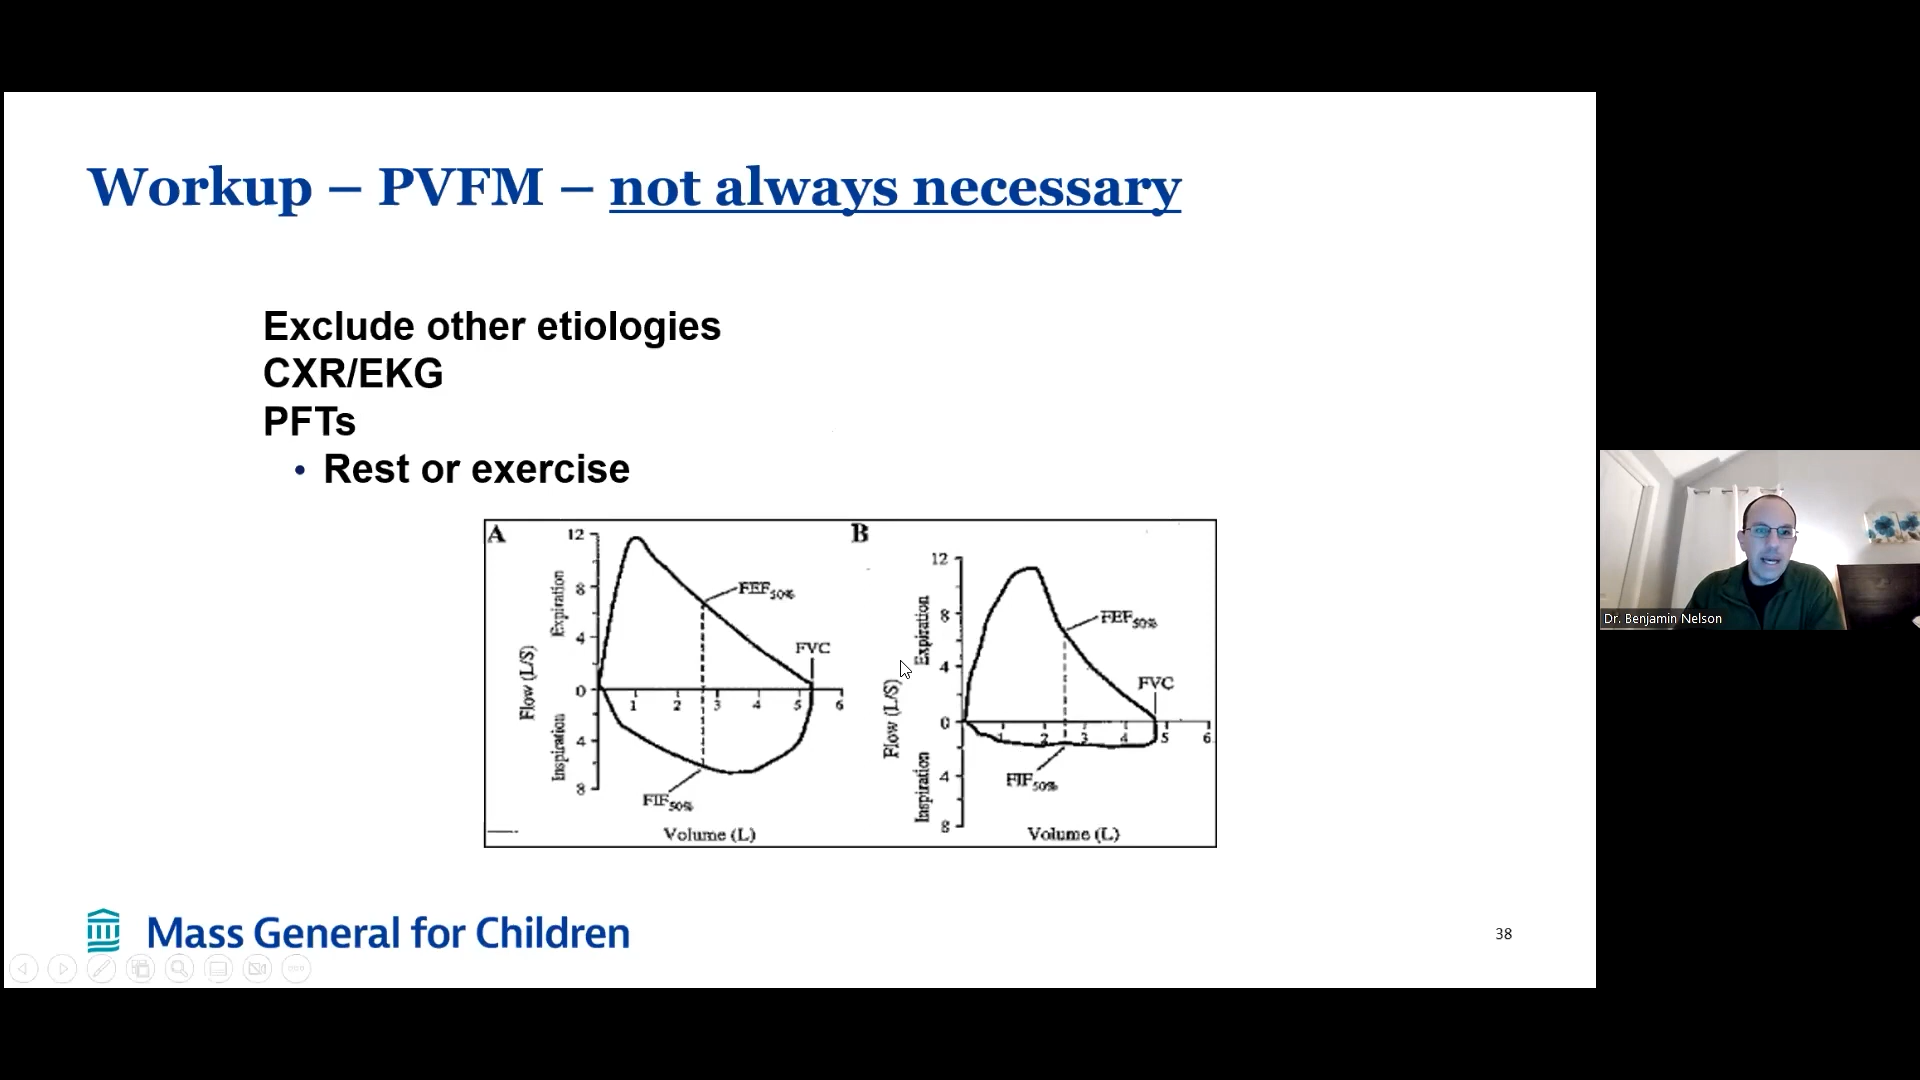 Workup – PVFM – not always necessary
Exclude other etiologies
CXR/EKG
PFTs
• Rest or exercise
A
12
8
4
0
4
8
Expiration
Flow (L/S)
Inspiration
FEF50%
FVC
1 2 3 4 5 6
FIF50%
Volume (L)
B
12
8
4
0
4
8
Expiration
Flow (L/S)
Inspiration
FEF50%
FVC
1 2 3 4 5 6
FIF50%
Volume (L)
Mass General for Children
38
Dr. Benjamin Nelson